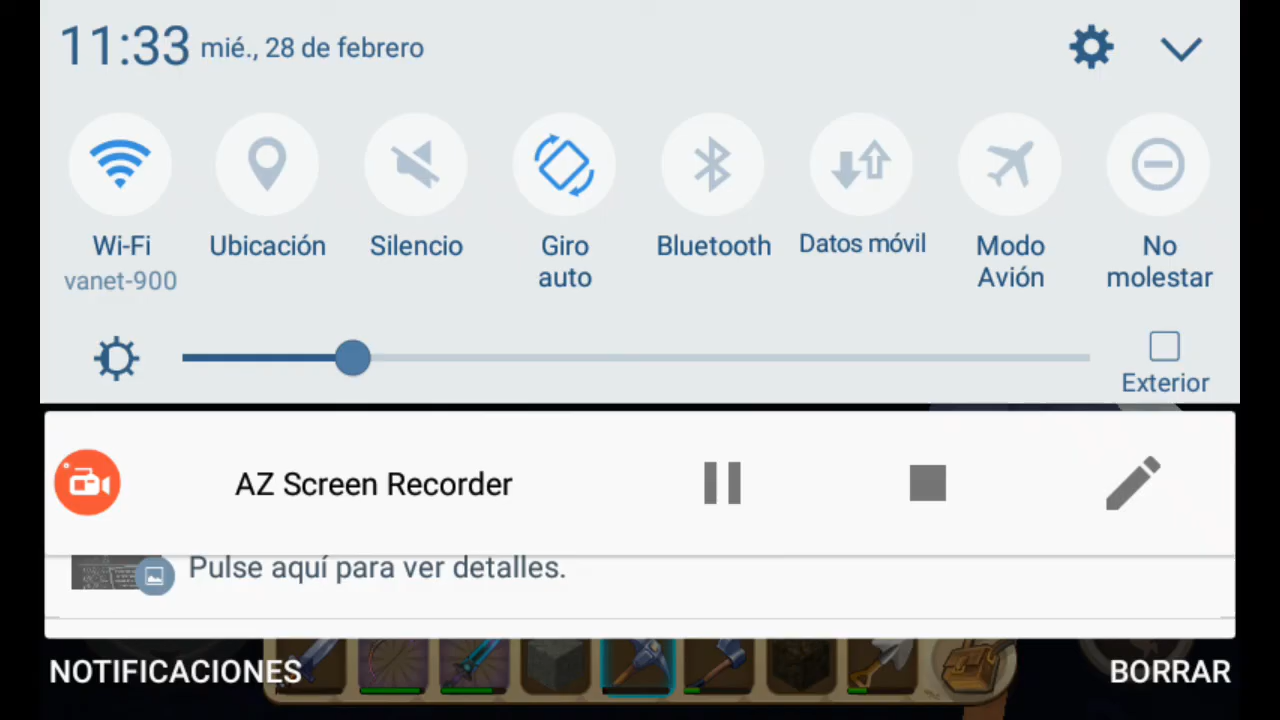 11:33 mié., 28 de febrero
Wi-Fi
vanet-900
Ubicación
Silencio
Giro
auto
Bluetooth
Datos móvil
Modo
Avión
No
molestar
Exterior
AZ Screen Recorder
Pulse aquí para ver detalles.
NOTIFICACIONES
BORRAR